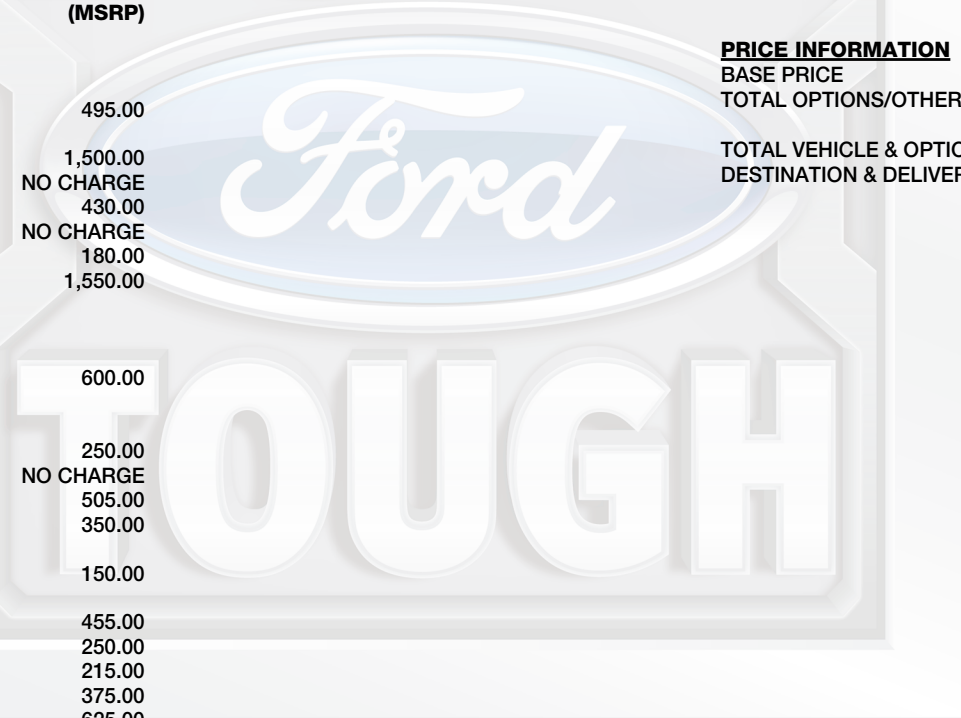 (MSRP)
495.00
1,500.00
NO CHARGE
430.00
NO CHARGE
180.00
1,550.00
600.00
250.00
NO CHARGE
505.00
350.00
150.00
455.00
250.00
215.00
375.00
625.00
PRICE INFORMATION
BASE PRICE
TOTAL OPTIONS/OTHER
TOTAL VEHICLE & OPTIO
DESTINATION & DELIVER
Ford
TOUGH